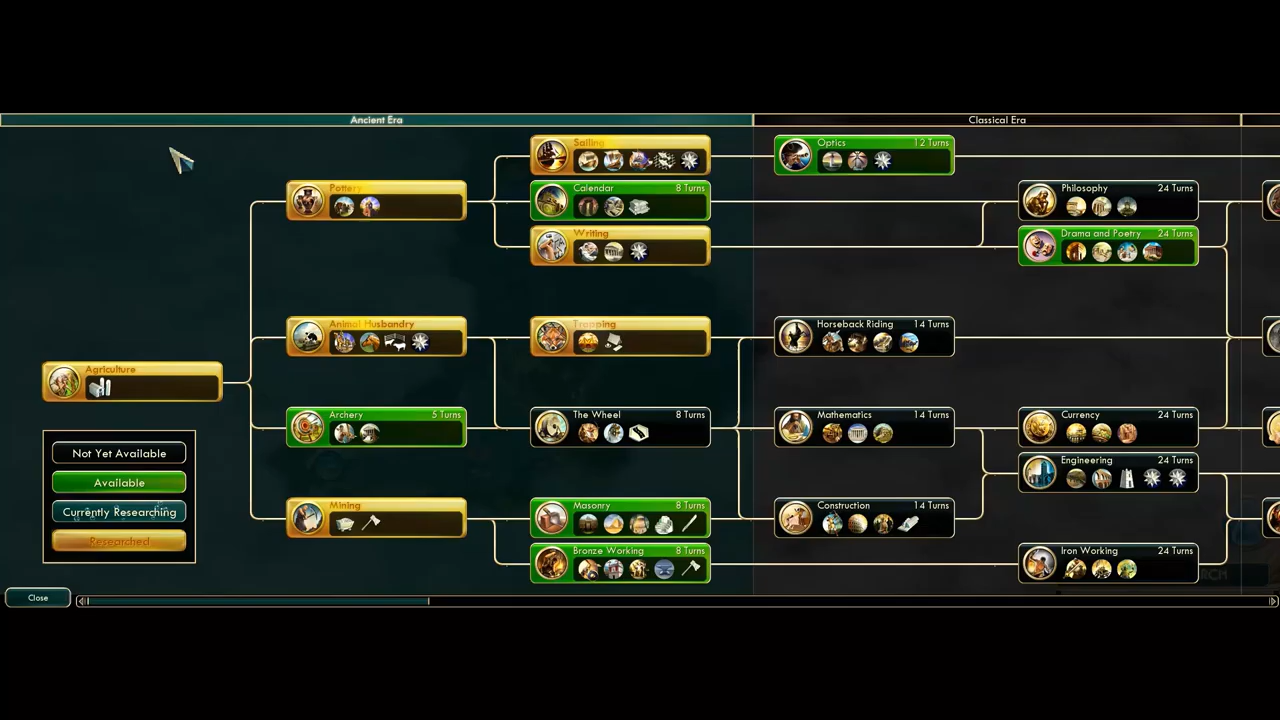 Ancient Era
Classical Era
Sailing
Optics
12 Turns
Pottery
Calendar
8 Turns
Philosophy
24 Turns
Writing
Drama and Poetry
24 Turns
Animal Husbandry
Trapping
Horseback Riding
14 Turns
Agriculture
Archery
5 Turns
The Wheel
8 Turns
Mathematics
14 Turns
Currency
24 Turns
Not Yet Available
Engineering
24 Turns
Available
Currently Researching
Mining
Masonry
8 Turns
Construction
14 Turns
Researched
Bronze Working
8 Turns
Iron Working
24 Turns
Close